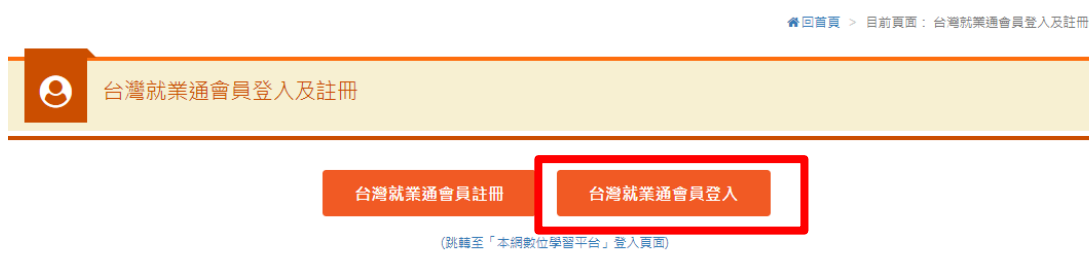 回首頁 > 目前頁面： 台灣就業通會員登入及註冊
台灣就業通會員登入及註冊
台灣就業通會員註冊 台灣就業通會員登入
(跳轉至「本網數位學習平台」登入頁面)